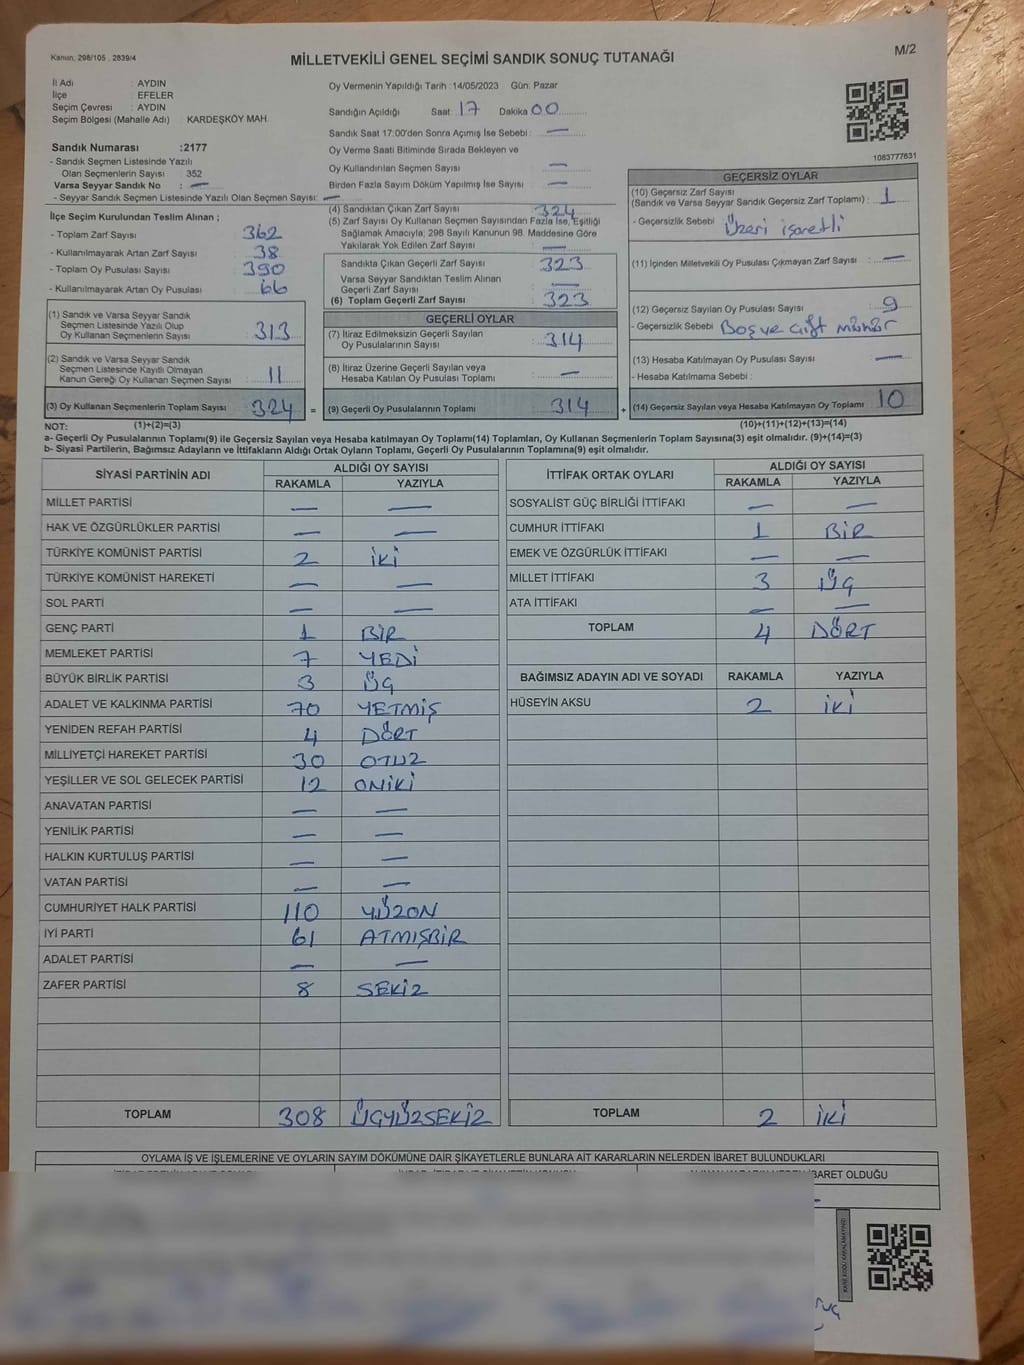 Kanun, 298/105 , 2839/4
MİLLETVEKİLİ GENEL SEÇİMİ SANDIK SONUÇ TUTANAĞI
M/2
İl Adı : AYDIN
İlçe : EFELER
Seçim Çevresi : AYDIN
Seçim Bölgesi (Mahalle Adı) KARDEŞKÖY MAH.
Sandık Numarası :2177
- Sandık Seçmen Listesinde Yazılı
Olan Seçmenlerin Sayısı 352
Varsa Seyyar Sandık No : —
- Seyyar Sandık Seçmen Listesinde Yazılı Olan Seçmen Sayısı: —
İlçe Seçim Kurulundan Teslim Alınan ;
- Toplam Zarf Sayısı 362
- Kullanılmayarak Artan Zarf Sayısı 38
- Toplam Oy Pusulası Sayısı 390
- Kullanılmayarak Artan Oy Pusulası 66
(1) Sandık ve Varsa Seyyar Sandık
Seçmen Listesinde Yazılı Olup
Oy Kullanan Seçmenlerin Sayısı 313
(2) Sandık ve Varsa Seyyar Sandık
Seçmen Listesinde Kayıtlı Olmayan
Kanun Gereği Oy Kullanan Seçmen Sayısı 11
(3) Oy Kullanan Seçmenlerin Toplam Sayısı 324 =
Oy Vermenin Yapıldığı Tarih :14/05/2023 Gün: Pazar
Sandığın Açıldığı Saat 17 Dakika 00
Sandık Saat 17:00'den Sonra Açımış İse Sebebi : —
Oy Verme Saati Bitiminde Sırada Bekleyen ve
Oy Kullandırılan Seçmen Sayısı —
Birden Fazla Sayım Döküm Yapılmış İse Sayısı —
(4) Sandıktan Çıkan Zarf Sayısı 324
(5) Zarf Sayısı Oy Kullanan Seçmen Sayısından Fazla İse, Eşitliği
Sağlamak Amacıyla; 298 Sayılı Kanunun 98. Maddesine Göre
Yakılarak Yok Edilen Zarf Sayısı —
Sandıkta Çıkan Geçerli Zarf Sayısı 323
Varsa Seyyar Sandıktan Teslim Alınan
Geçerli Zarf Sayısı —
(6) Toplam Geçerli Zarf Sayısı 323
GEÇERLİ OYLAR
(7) İtiraz Edilmeksizin Geçerli Sayılan
Oy Pusulalarının Sayısı 314
(8) İtiraz Üzerine Geçerli Sayılan veya
Hesaba Katılan Oy Pusulası Toplamı —
(9) Geçerli Oy Pusulalarının Toplamı 314 +
1083777631
GEÇERSİZ OYLAR
(10) Geçersiz Zarf Sayısı
(Sandık ve Varsa Seyyar Sandık Geçersiz Zarf Toplamı) : 1
- Geçersizlik Sebebi Üzeri işaretli
(11) İçinden Milletvekili Oy Pusulası Çıkmayan Zarf Sayısı : —
(12) Geçersiz Sayılan Oy Pusulası Sayısı 9
- Geçersizlik Sebebi Boş ve çift mühür
(13) Hesaba Katılmayan Oy Pusulası Sayısı —
- Hesaba Katılmama Sebebi :
(14) Geçersiz Sayılan veya Hesaba Katılmayan Oy Toplamı 10
NOT: (1)+(2)=(3) (10)+(11)+(12)+(13)=(14)
a- Geçerli Oy Pusulalarının Toplamı(9) ile Geçersiz Sayılan veya Hesaba katılmayan Oy Toplamı(14) Toplamları, Oy Kullanan Seçmenlerin Toplam Sayısına(3) eşit olmalıdır. (9)+(14)=(3)
b- Siyasi Partilerin, Bağımsız Adayların ve İttifakların Aldığı Ortak Oyların Toplamı, Geçerli Oy Pusulalarının Toplamına(9) eşit olmalıdır.
SİYASİ PARTİNİN ADI ALDIĞI OY SAYISI
RAKAMLA YAZIYLA
MİLLET PARTİSİ — —
HAK VE ÖZGÜRLÜKLER PARTİSİ — —
TÜRKİYE KOMÜNİST PARTİSİ 2 İKİ
TÜRKİYE KOMÜNİST HAREKETİ — —
SOL PARTİ — —
GENÇ PARTİ 1 BİR
MEMLEKET PARTİSİ 7 YEDİ
BÜYÜK BİRLİK PARTİSİ 3 ÜÇ
ADALET VE KALKINMA PARTİSİ 70 YETMİŞ
YENİDEN REFAH PARTİSİ 4 DÖRT
MİLLİYETÇİ HAREKET PARTİSİ 30 OTUZ
YEŞİLLER VE SOL GELECEK PARTİSİ 12 ONİKİ
ANAVATAN PARTİSİ — —
YENİLİK PARTİSİ — —
HALKIN KURTULUŞ PARTİSİ — —
VATAN PARTİSİ — —
CUMHURİYET HALK PARTİSİ 110 YÜZON
İYİ PARTİ 61 ATMIŞBİR
ADALET PARTİSİ — —
ZAFER PARTİSİ 8 SEKİZ
TOPLAM 308 ÜÇYÜZSEKİZ
İTTİFAK ORTAK OYLARI ALDIĞI OY SAYISI
RAKAMLA YAZIYLA
SOSYALİST GÜÇ BİRLİĞİ İTTİFAKI — —
CUMHUR İTTİFAKI 1 BİR
EMEK VE ÖZGÜRLÜK İTTİFAKI — —
MİLLET İTTİFAKI 3 ÜÇ
ATA İTTİFAKI — —
TOPLAM 4 DÖRT
BAĞIMSIZ ADAYIN ADI VE SOYADI RAKAMLA YAZIYLA
HÜSEYİN AKSU 2 İKİ
TOPLAM 2 İKİ
OYLAMA İŞ VE İŞLEMLERİNE VE OYLARIN SAYIM DÖKÜMÜNE DAİR ŞİKAYETLERLE BUNLARA AİT KARARLARIN NELERDEN İBARET BULUNDUKLARI
BARET OLDUĞU
—